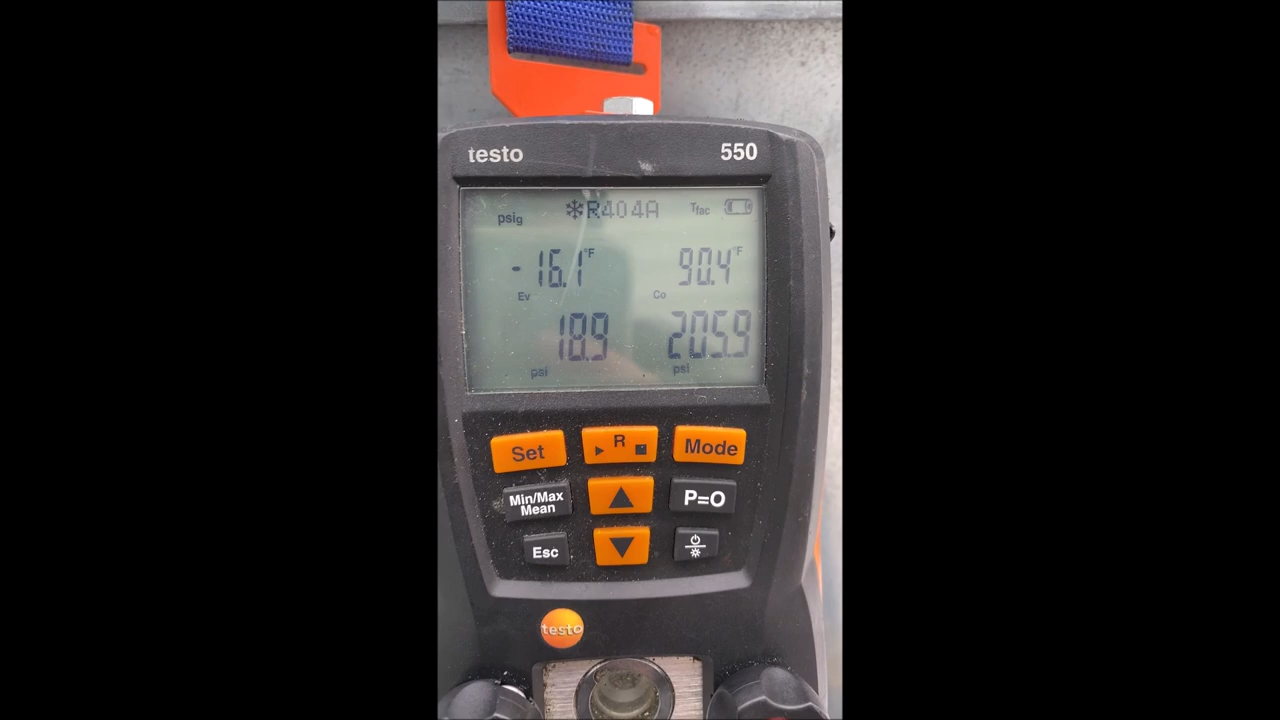 testo 550
psig ❄R404A Tfac
-16.1°F 90.4°F
Ev Co
18.9 205.9
psi psi
Set R Mode
Min/Max
Mean
P=O
Esc
testo